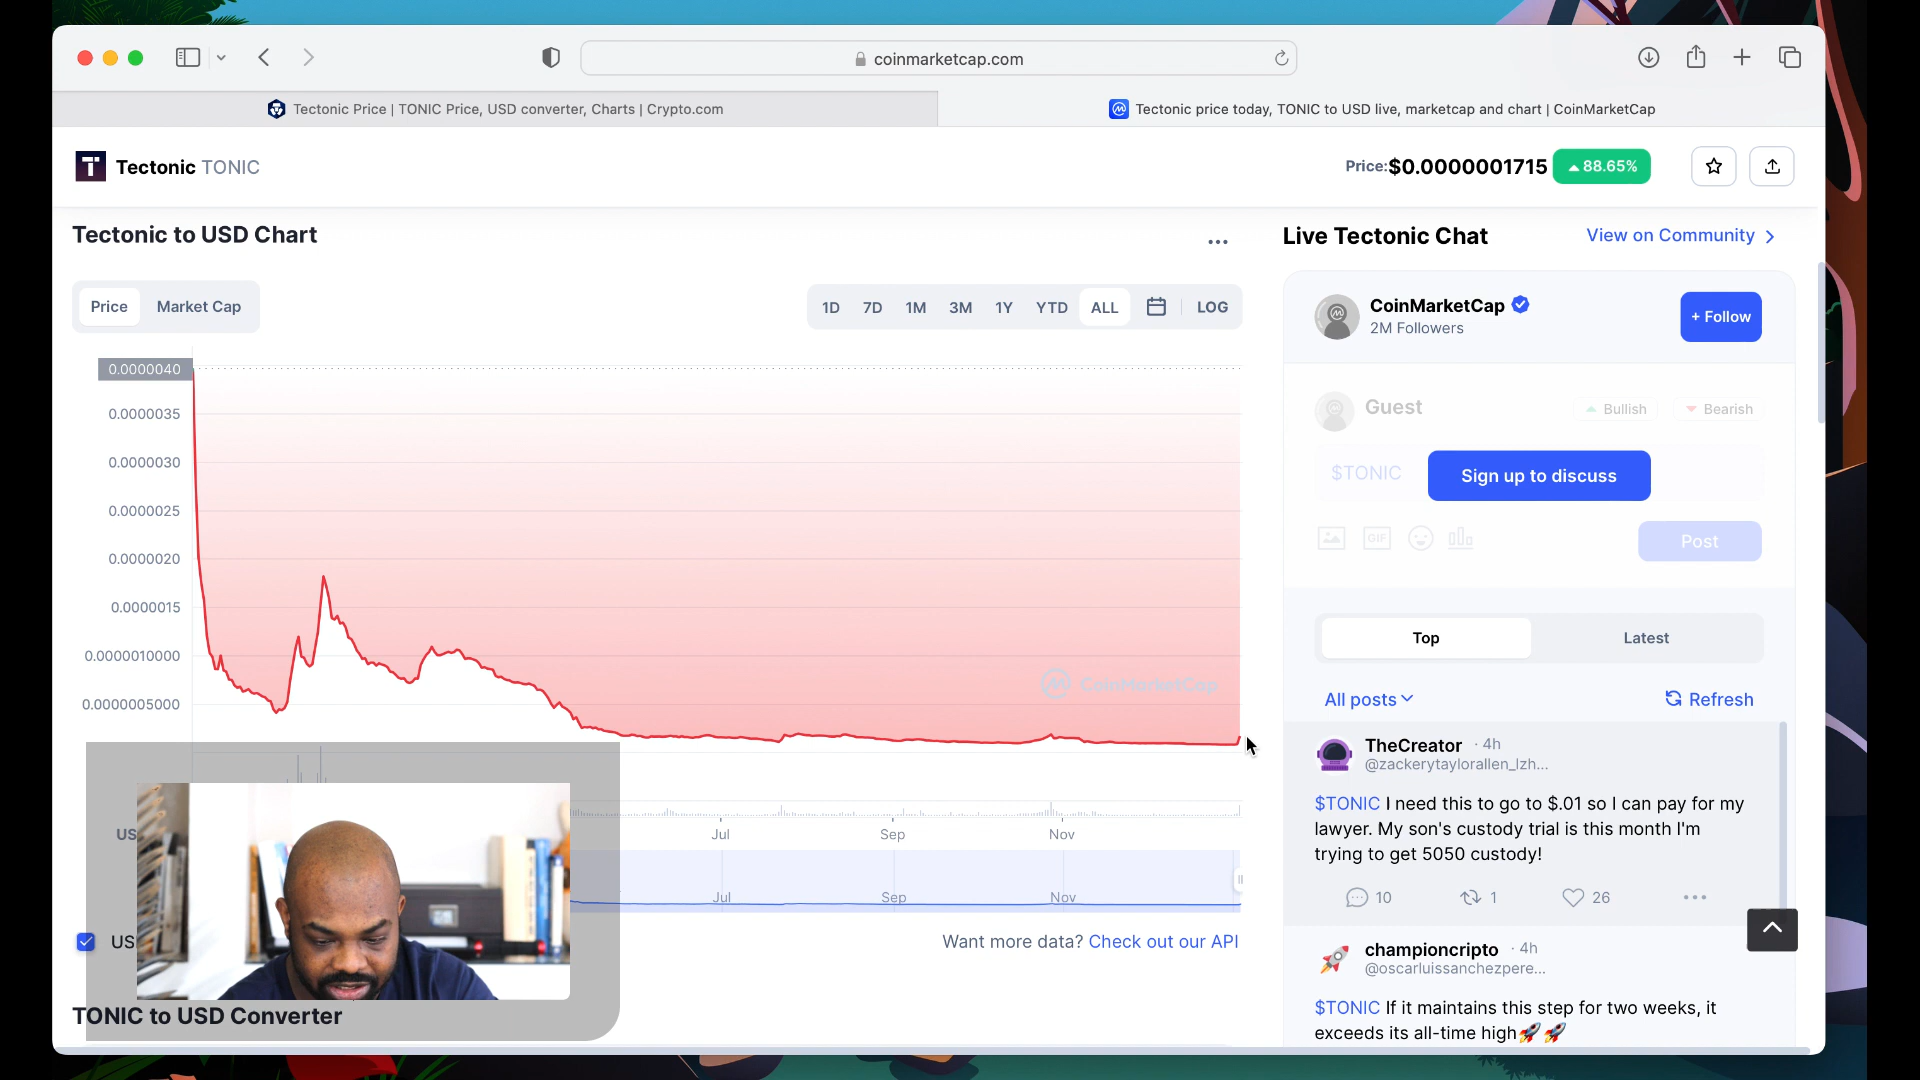 coinmarketcap.com
Tectonic Price | TONIC Price, USD converter, Charts | Crypto.com
Tectonic price today, TONIC to USD live, marketcap and chart | CoinMarketCap
Tectonic TONIC
Price:$0.0000001715
88.65%
Tectonic to USD Chart
Price
Market Cap
1D
7D
1M
3M
1Y
YTD
ALL
LOG
0.0000040
0.0000035
0.0000030
0.0000025
0.0000020
0.0000015
0.0000010000
0.0000005000
CoinMarketCap
US
Jul
Sep
Nov
Jul
Sep
Nov
US
Want more data? Check out our API
TONIC to USD Converter
Live Tectonic Chat
View on Community
CoinMarketCap
2M Followers
+ Follow
Guest
Bullish
Bearish
$TONIC
Sign up to discuss
GIF
Post
Top
Latest
All posts
Refresh
TheCreator · 4h
@zackerytaylorallen_lzh...
$TONIC I need this to go to $.01 so I can pay for my
lawyer. My son's custody trial is this month I'm
trying to get 5050 custody!
10
1
26
championcripto · 4h
@oscarluissanchezpere...
$TONIC If it maintains this step for two weeks, it
exceeds its all-time high🚀🚀